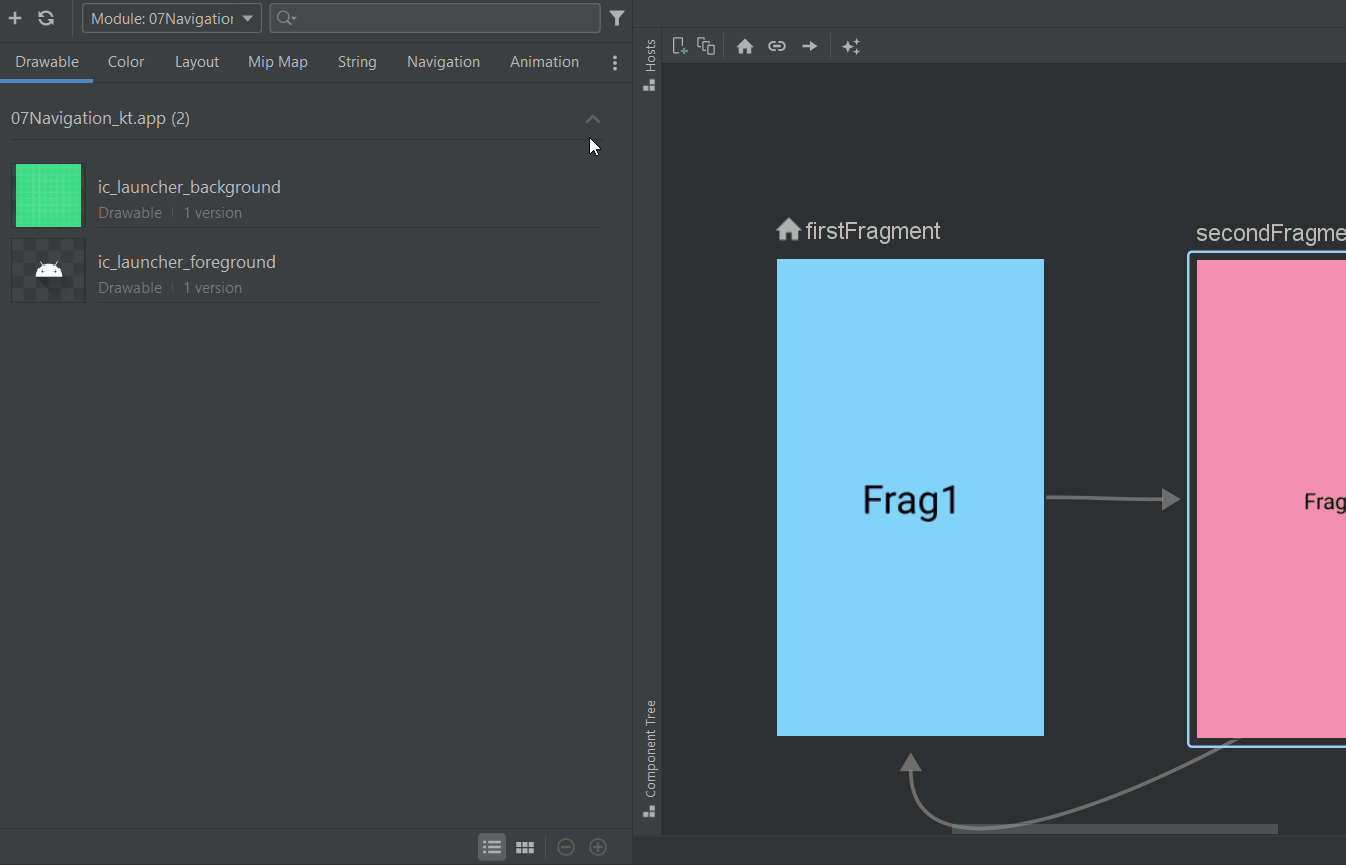 Module: 07Navigation
Drawable Color Layout Mip Map String Navigation Animation
07Navigation_kt.app (2)
ic_launcher_background
Drawable 1 version
ic_launcher_foreground
Drawable 1 version
Hosts
Component Tree
firstFragment
Frag1
secondFragme
Frag